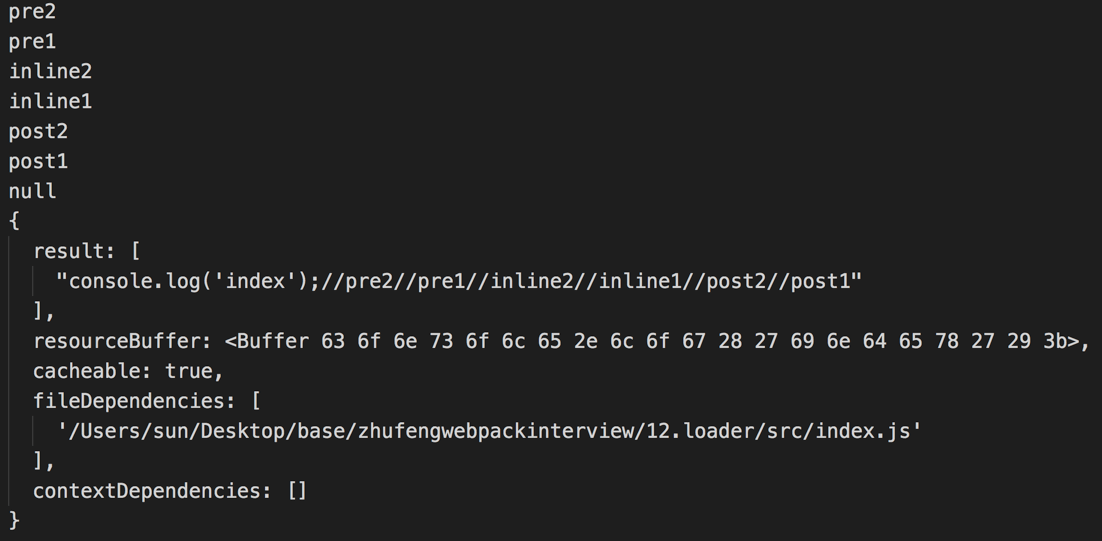 pre2
pre1
inline2
inline1
post2
post1
null
{
  result: [
    "console.log('index');//pre2//pre1//inline2//inline1//post2//post1"
  ],
  resourceBuffer: <Buffer 63 6f 6e 73 6f 6c 65 2e 6c 6f 67 28 27 69 6e 64 65 78 27 29 3b>,
  cacheable: true,
  fileDependencies: [
    '/Users/sun/Desktop/base/zhufengwebpackinterview/12.loader/src/index.js'
  ],
  contextDependencies: []
}